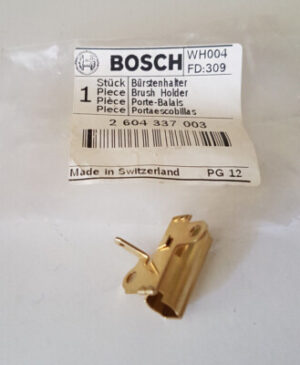 BOSCH
WH004
FD:309
1 Stück Bürstenhalter
Piece Brush Holder
Pièce Porte-Balais
Pieza Portaescobillas
2 604 337 003
Made in Switzerland PG 12